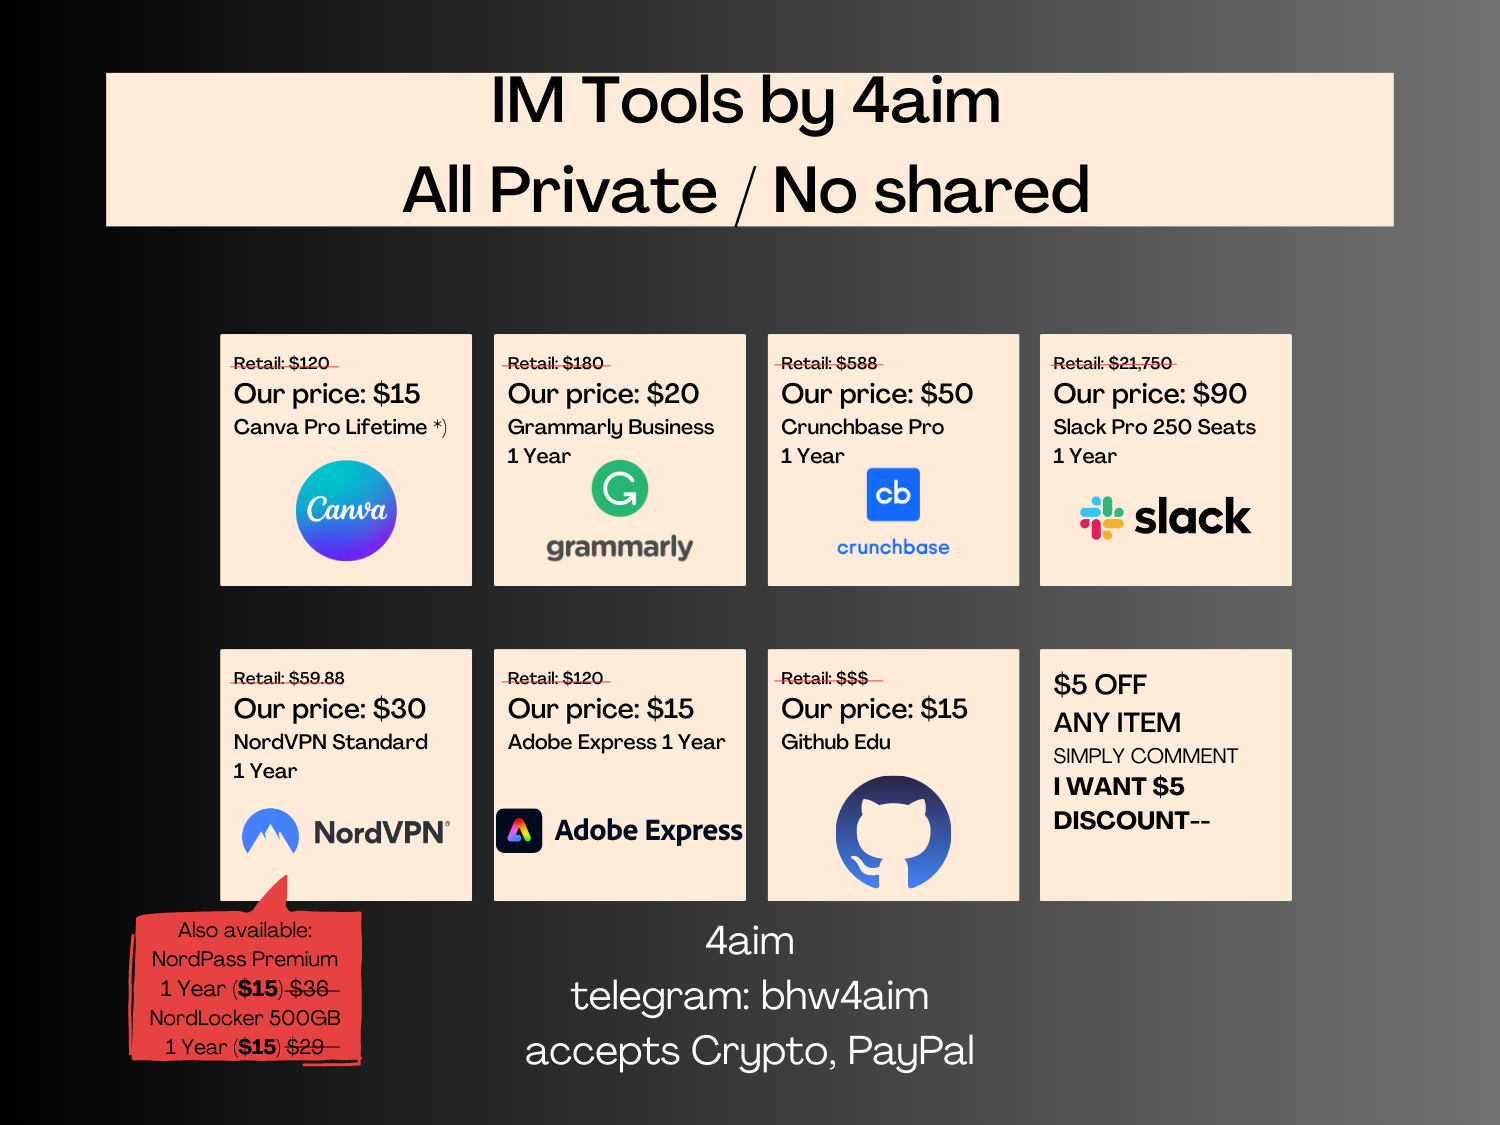 IM Tools by 4aim
All Private / No shared
Retail: $120
Our price: $15
Canva Pro Lifetime *)
Canva
Retail: $180
Our price: $20
Grammarly Business
1 Year
G
grammarly
Retail: $588
Our price: $50
Crunchbase Pro
1 Year
cb
crunchbase
Retail: $21,750
Our price: $90
Slack Pro 250 Seats
1 Year
slack
Retail: $59.88
Our price: $30
NordVPN Standard
1 Year
NordVPN®
Retail: $120
Our price: $15
Adobe Express 1 Year
Adobe Express
Retail: $$$
Our price: $15
Github Edu
$5 OFF
ANY ITEM
SIMPLY COMMENT
I WANT $5
DISCOUNT--
Also available:
NordPass Premium
1 Year ($15) $36
NordLocker 500GB
1 Year ($15) $29
4aim
telegram: bhw4aim
accepts Crypto, PayPal